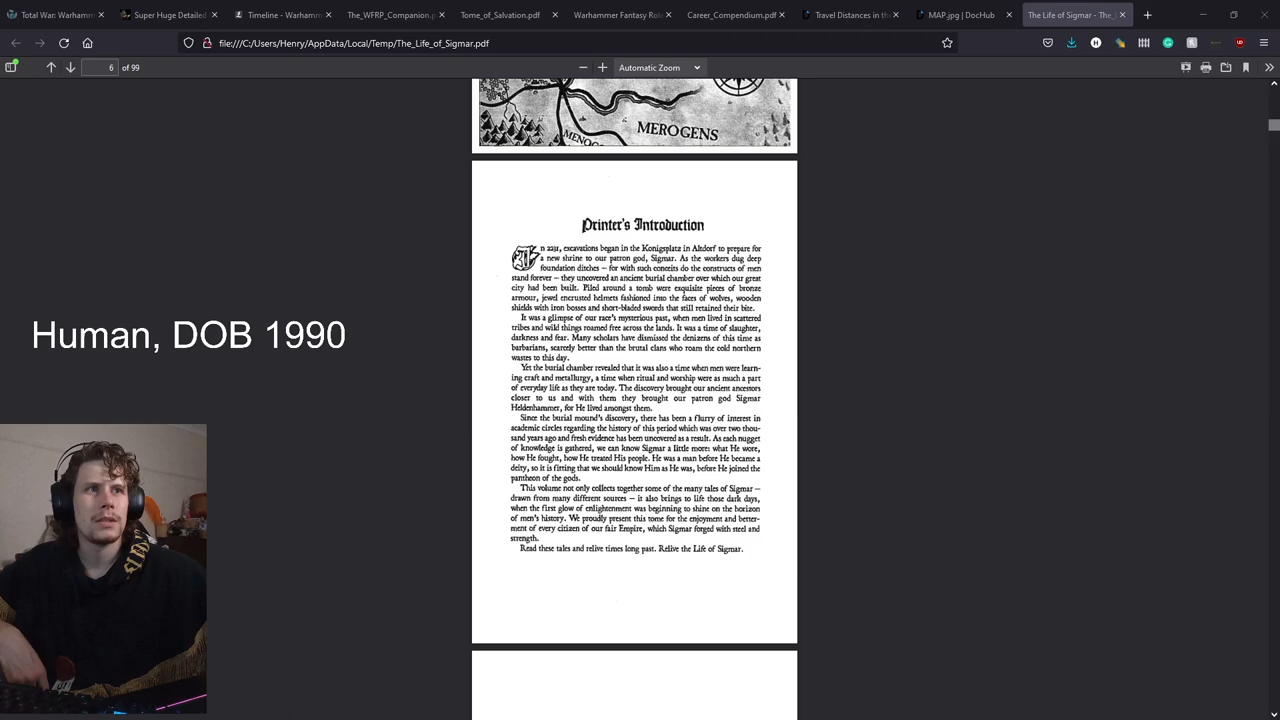 Total War: Warhamm
Super Huge Detailed
Timeline - Warhamm
The_WFRP_Companion.p
Tome_of_Salvation.pdf
Warhammer Fantasy Rol
Career_Compendium.pdf
Travel Distances in th
MAP.jpg | DocHub
The Life of Sigmar - The_
file:///C:/Users/Henry/AppData/Local/Temp/The_Life_of_Sigmar.pdf
6 of 99
Automatic Zoom
MEROGENS
MENOG
Printer's Introduction
In 2231, excavations began in the Konigsplatz in Altdorf to prepare for
a new shrine to our patron god, Sigmar. As the workers dug deep
foundation ditches – for with such conceits do the constructs of men
stand forever – they uncovered an ancient burial chamber over which our great
city had been built. Piled around a tomb were exquisite pieces of bronze
armour, jewel encrusted helmets fashioned into the faces of wolves, wooden
shields with iron bosses and short-bladed swords that still retained their bite.
It was a glimpse of our race's mysterious past, when men lived in scattered
tribes and wild things roamed free across the lands. It was a time of slaughter,
darkness and fear. Many scholars have dismissed the denizens of this time as
barbarians, scarcely better than the brutal clans who roam the cold northern
wastes to this day.
Yet the burial chamber revealed that it was also a time when men were learn-
ing craft and metallurgy, a time when ritual and worship were as much a part
of everyday life as they are today. The discovery brought our ancient ancestors
closer to us and with them they brought our patron god Sigmar
Heldenhammer, for He lived amongst them.
Since the burial mound's discovery, there has been a flurry of interest in
academic circles regarding the history of this period which was over two thou-
sand years ago and fresh evidence has been uncovered as a result. As each nugget
of knowledge is gathered, we can know Sigmar a little more: what He wore,
how He fought, how He treated His people. He was a man before He became a
deity, so it is fitting that we should know Him as He was, before He joined the
pantheon of the gods.
This volume not only collects together some of the many tales of Sigmar –
drawn from many different sources – it also brings to life those dark days,
when the first glow of enlightenment was beginning to shine on the horizon
of men's history. We proudly present this tome for the enjoyment and better-
ment of every citizen of our fair Empire, which Sigmar forged with steel and
strength.
Read these tales and relive times long past. Relive the Life of Sigmar.
Human, DOB 1990